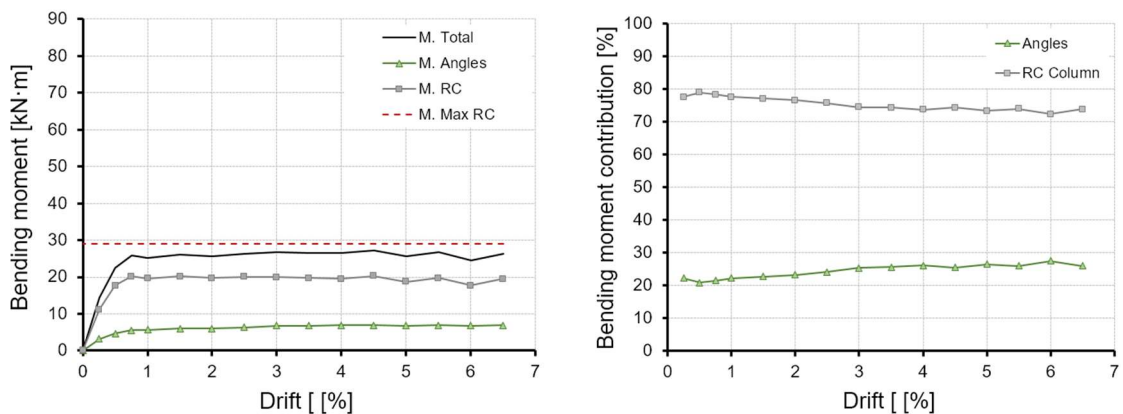 Bending moment [kN·m]
90
80
70
60
50
40
30
20
10
0
0 1 2 3 4 5 6 7
Drift [ [%]
M. Total
M. Angles
M. RC
M. Max RC
Bending moment contribution [%]
100
90
80
70
60
50
40
30
20
10
0
0 1 2 3 4 5 6 7
Drift [ [%]
Angles
RC Column